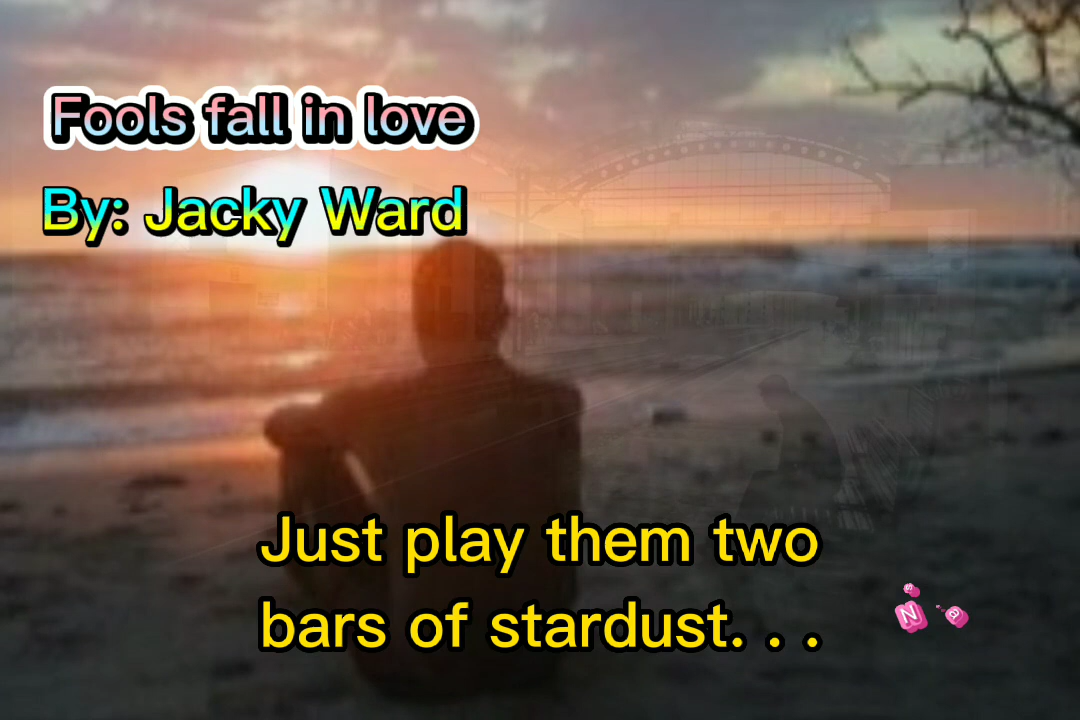 Fools fall in love
By: Jacky Ward
Just play them two
bars of stardust. . .
N a